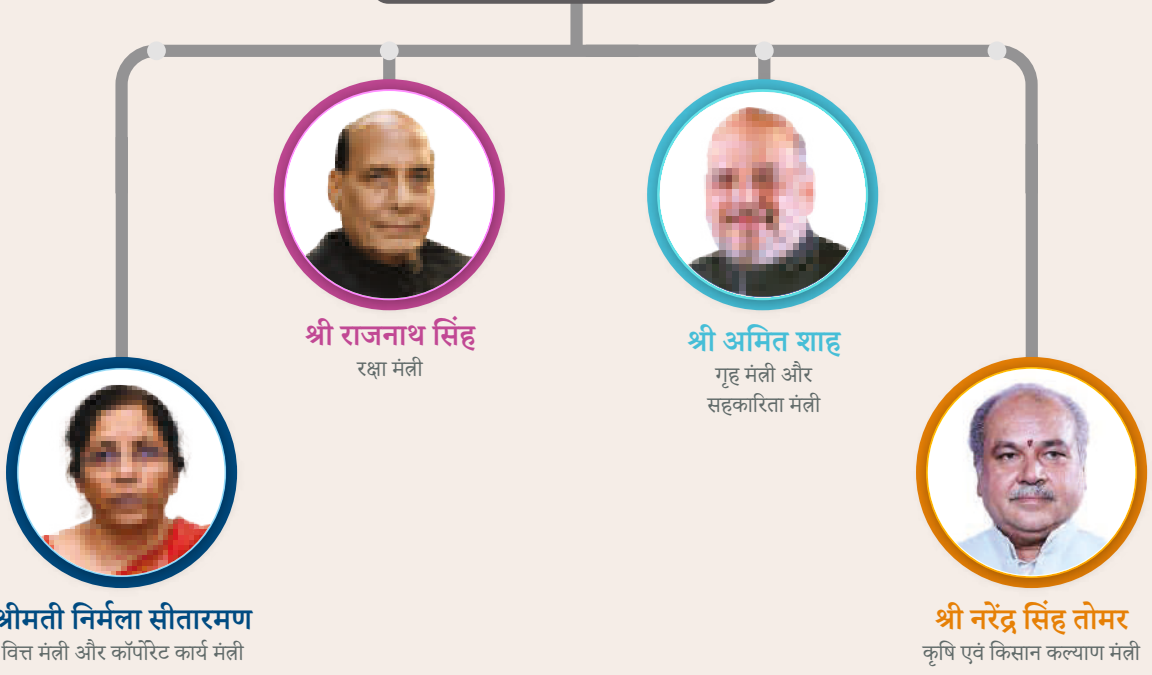 श्री राजनाथ सिंह
रक्षा मंत्री
श्री अमित शाह
गृह मंत्री और
सहकारिता मंत्री
श्रीमती निर्मला सीतारमण
वित्त मंत्री और कॉर्पोरेट कार्य मंत्री
श्री नरेंद्र सिंह तोमर
कृषि एवं किसान कल्याण मंत्री